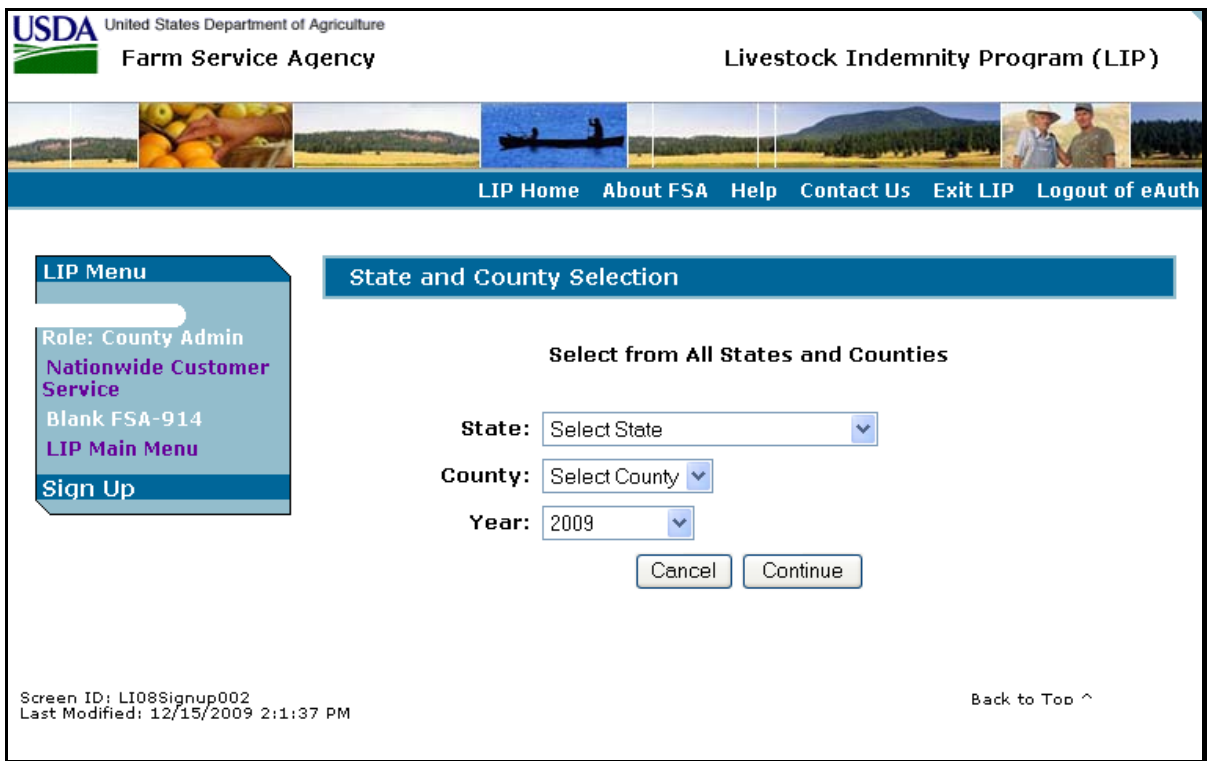 USDA United States Department of Agriculture
Farm Service Agency
Livestock Indemnity Program (LIP)
LIP Home About FSA Help Contact Us Exit LIP Logout of eAuth
LIP Menu
Role: County Admin
Nationwide Customer
Service
Blank FSA-914
LIP Main Menu
Sign Up
State and County Selection
Select from All States and Counties
State: Select State
County: Select County
Year: 2009
Cancel Continue
Screen ID: LI08Signup002
Last Modified: 12/15/2009 2:1:37 PM
Back to Top ^